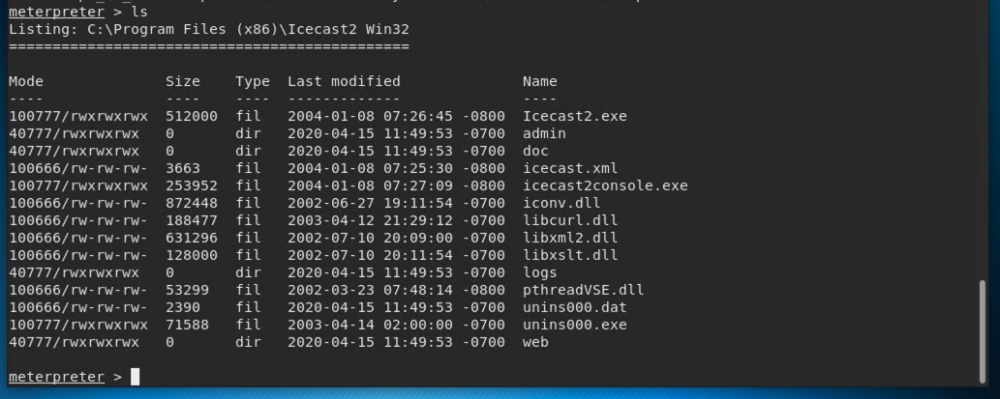 meterpreter > ls
Listing: C:\Program Files (x86)\Icecast2 Win32
==============================================
Mode              Size    Type  Last modified              Name
----              ----    ----  -------------              ----
100777/rwxrwxrwx  512000  fil   2004-01-08 07:26:45 -0800  Icecast2.exe
40777/rwxrwxrwx   0       dir   2020-04-15 11:49:53 -0700  admin
40777/rwxrwxrwx   0       dir   2020-04-15 11:49:53 -0700  doc
100666/rw-rw-rw-  3663    fil   2004-01-08 07:25:30 -0800  icecast.xml
100777/rwxrwxrwx  253952  fil   2004-01-08 07:27:09 -0800  icecast2console.exe
100666/rw-rw-rw-  872448  fil   2002-06-27 19:11:54 -0700  iconv.dll
100666/rw-rw-rw-  188477  fil   2003-04-12 21:29:12 -0700  libcurl.dll
100666/rw-rw-rw-  631296  fil   2002-07-10 20:09:00 -0700  libxml2.dll
100666/rw-rw-rw-  128000  fil   2002-07-10 20:11:54 -0700  libxslt.dll
40777/rwxrwxrwx   0       dir   2020-04-15 11:49:53 -0700  logs
100666/rw-rw-rw-  53299   fil   2002-03-23 07:48:14 -0800  pthreadVSE.dll
100666/rw-rw-rw-  2390    fil   2020-04-15 11:49:53 -0700  unins000.dat
100777/rwxrwxrwx  71588   fil   2003-04-14 02:00:00 -0700  unins000.exe
40777/rwxrwxrwx   0       dir   2020-04-15 11:49:53 -0700  web
meterpreter >